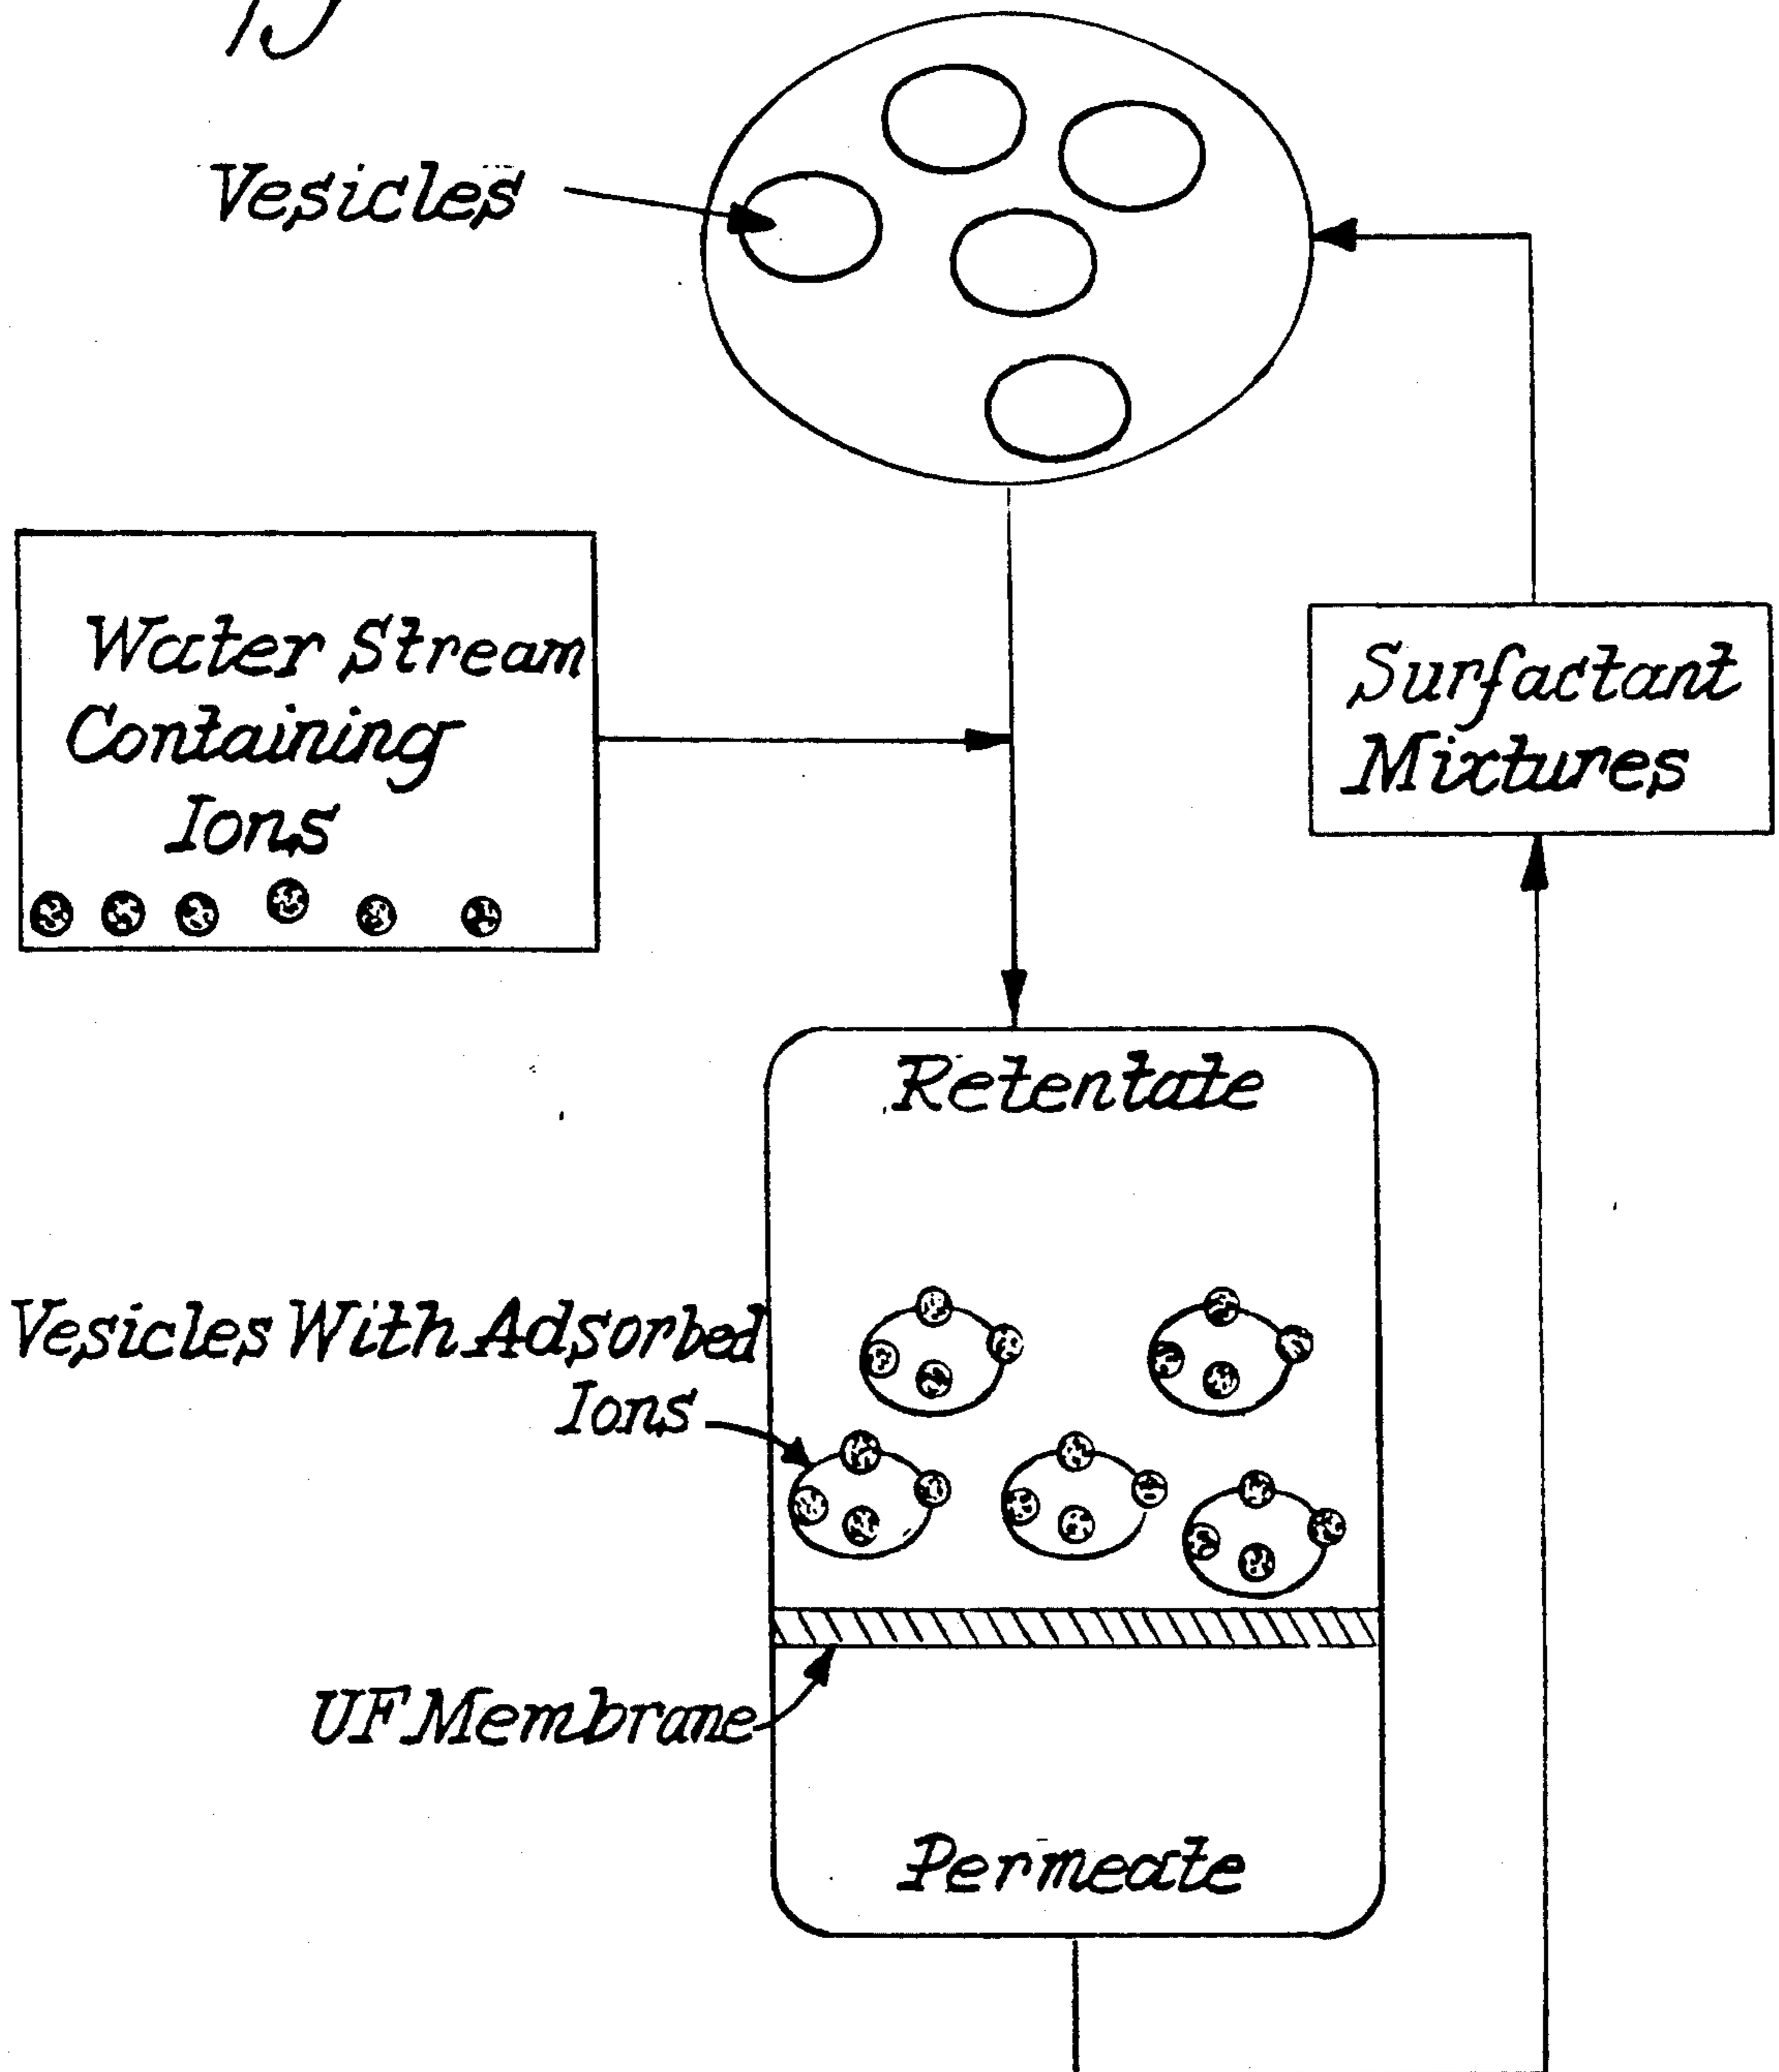 Vesicles
Water Stream
Containing
Ions
Surfactant
Mixtures
Retentate
Vesicles With Adsorbed
Ions
UF Membrane
Permeate